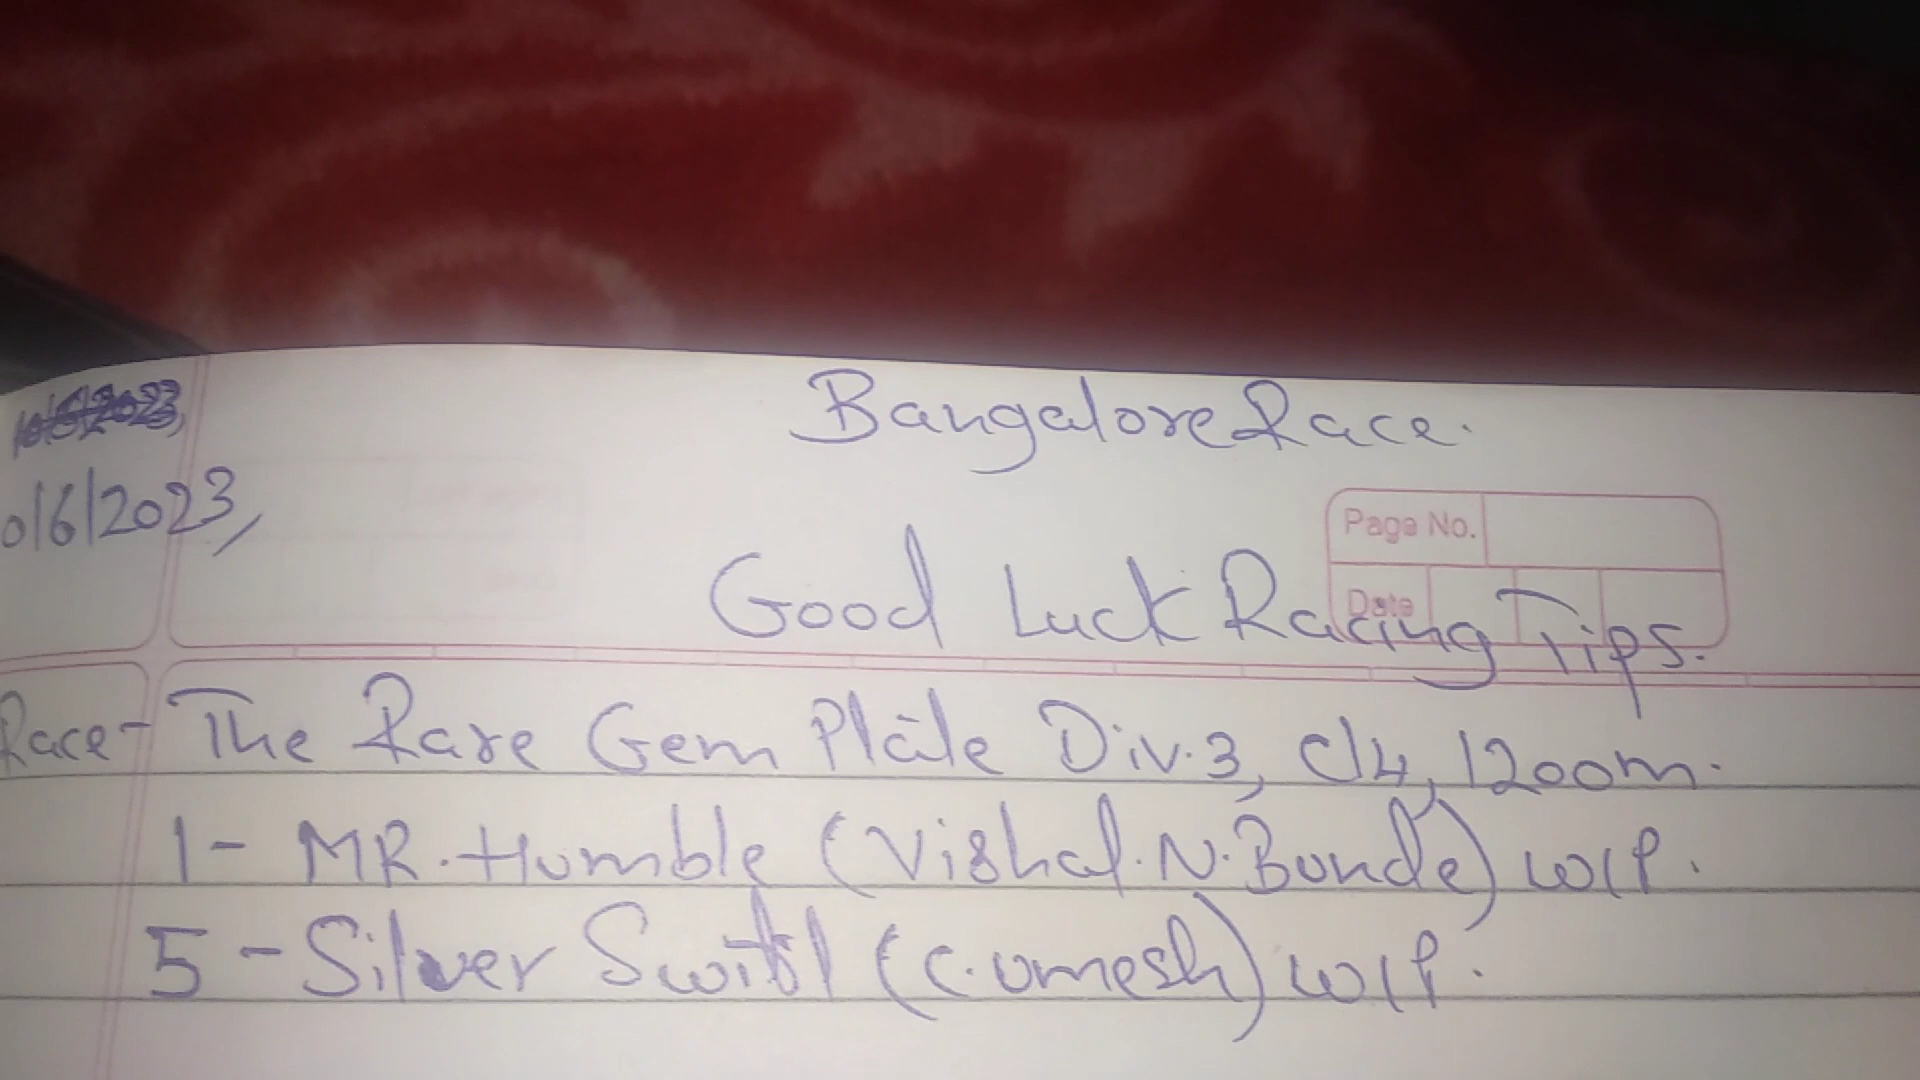 Bangalore Race.
0/6/2023,
Page No.
Good Luck Racing Tips.
Date
Race- The Rare Gem Plate Div.3, Cl4, 1200m.
1- MR.Humble (Vishal.N.Bunde) W/P.
5-Silver Swift (C.umesh) W/P.